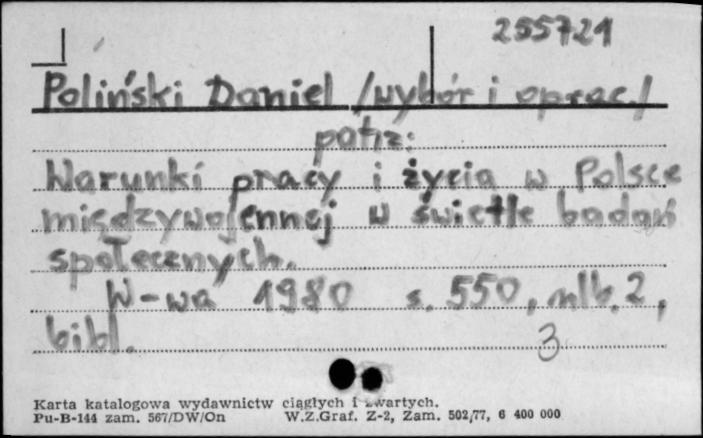 255721
Poliński Daniel /wybór i oprac./
patrz:
Warunki pracy i życia w Polsce
międzywojennej w świetle badań
społecznych.
W-wa 1980 s. 550, nlb. 2,
bibl. 3
Karta katalogowa wydawnictw ciągłych i zwartych.
Pu-B-144 zam. 567/DW/On W.Z.Graf. Z-2, Zam. 502/77, 6 400 000